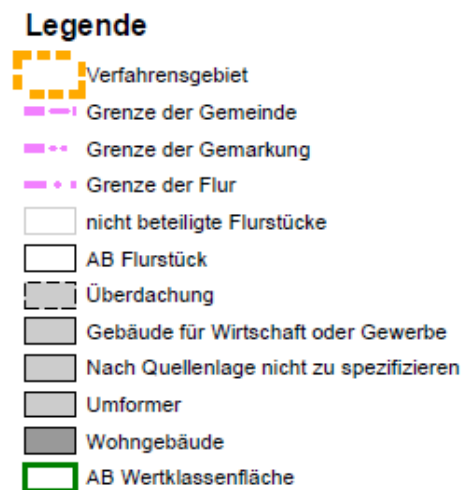 Legende
Verfahrensgebiet
Grenze der Gemeinde
Grenze der Gemarkung
Grenze der Flur
nicht beteiligte Flurstücke
AB Flurstück
Überdachung
Gebäude für Wirtschaft oder Gewerbe
Nach Quellenlage nicht zu spezifizieren
Umformer
Wohngebäude
AB Wertklassenfläche